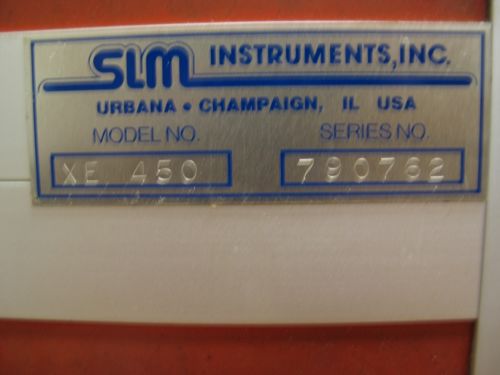 SLM INSTRUMENTS, INC.
URBANA • CHAMPAIGN, IL USA
MODEL NO. SERIES NO.
XE 450 790762